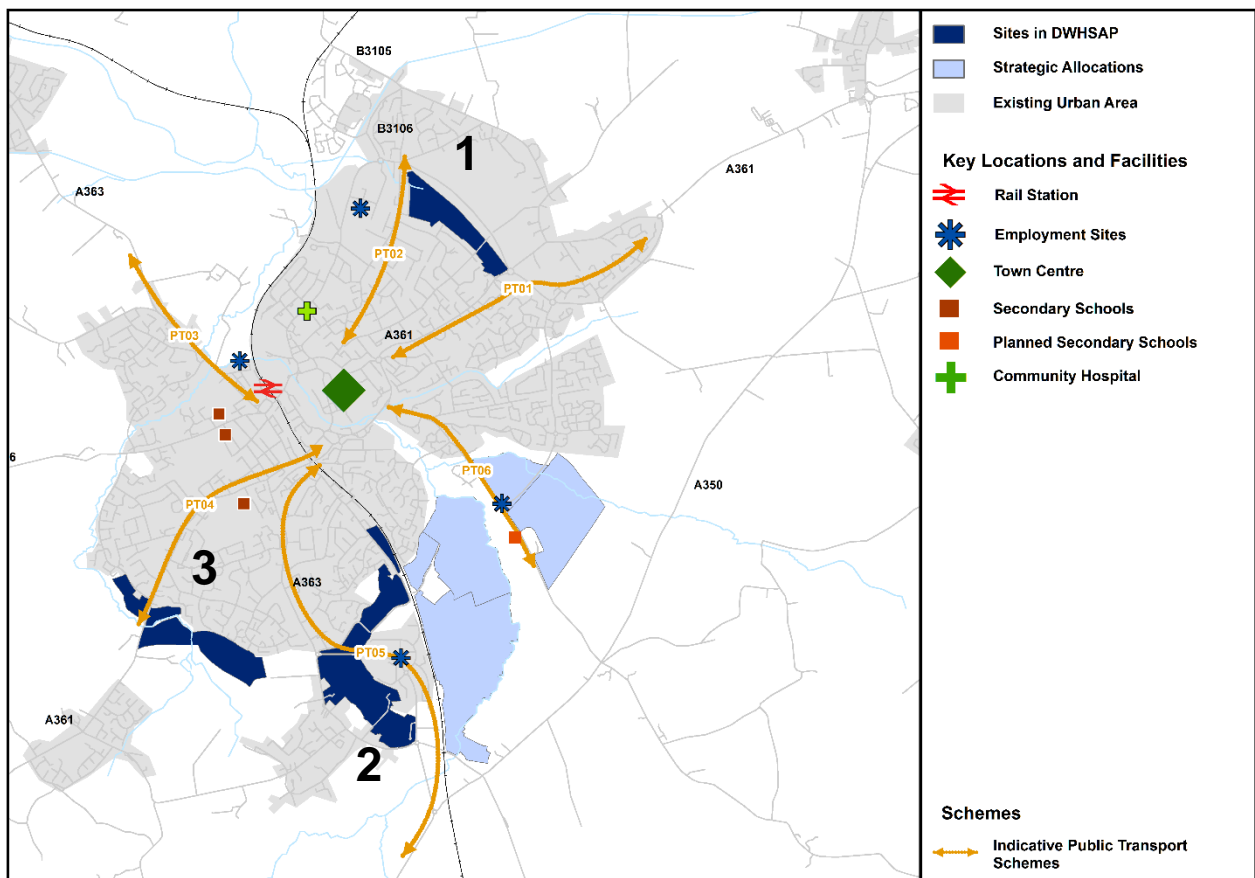 B3105
B3106
1
A363
A361
PT02
PT01
PT03
A361
6
PT06
A350
PT04
3
A363
PT05
A361
2
Sites in DWHSAP
Strategic Allocations
Existing Urban Area
Key Locations and Facilities
Rail Station
Employment Sites
Town Centre
Secondary Schools
Planned Secondary Schools
Community Hospital
Schemes
Indicative Public Transport
Schemes